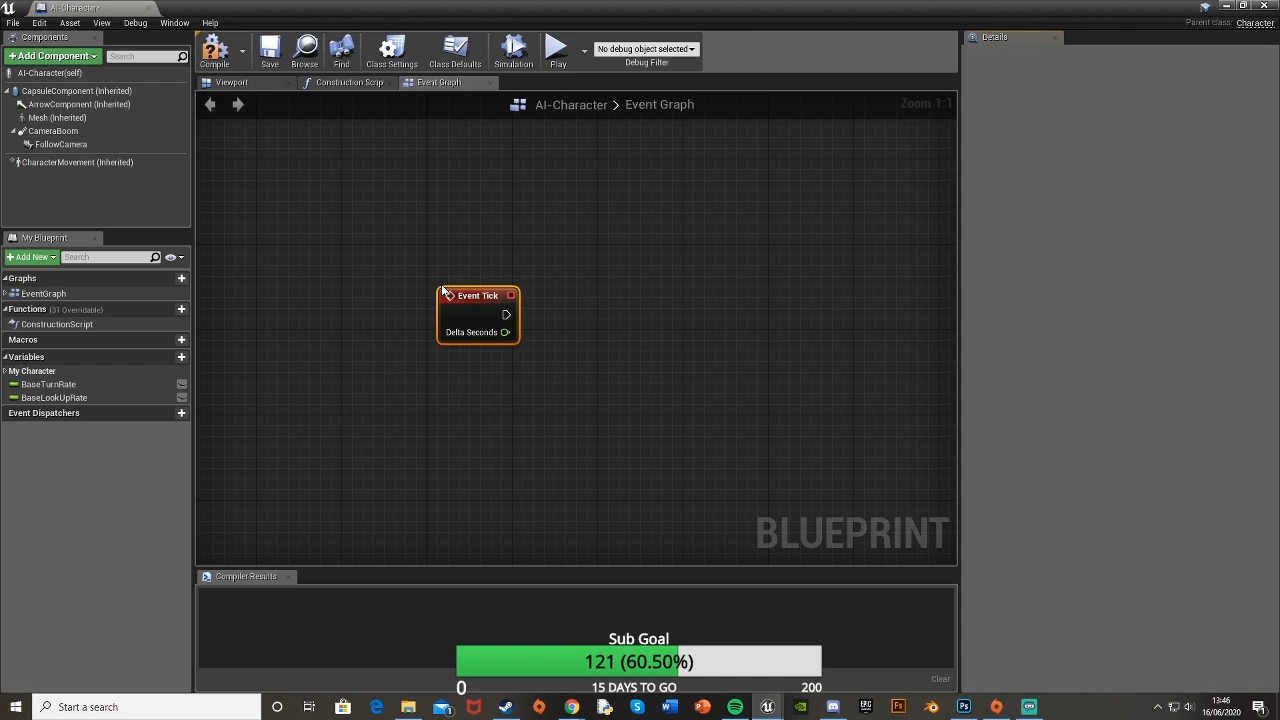 AI-Character*
File Edit Asset View Debug Window Help
Parent class: Character
Components
+ Add Component
Search
AI-Character(self)
CapsuleComponent (Inherited)
ArrowComponent (Inherited)
Mesh (Inherited)
CameraBoom
FollowCamera
CharacterMovement (Inherited)
My Blueprint
+ Add New
Search
Graphs
EventGraph
Functions (31 Overridable)
ConstructionScript
Macros
Variables
My Character
BaseTurnRate
BaseLookUpRate
Event Dispatchers
Compile
Save
Browse
Find
Class Settings
Class Defaults
Simulation
Play
No debug object selected
Debug Filter
Viewport
Construction Scrip
Event Graph
AI-Character > Event Graph
Zoom 1:1
Event Tick
Delta Seconds
BLUEPRINT
Details
Compiler Results
Clear
Sub Goal
121 (60.50%)
0
15 DAYS TO GO
200
Start a search
13:46
16/06/2020